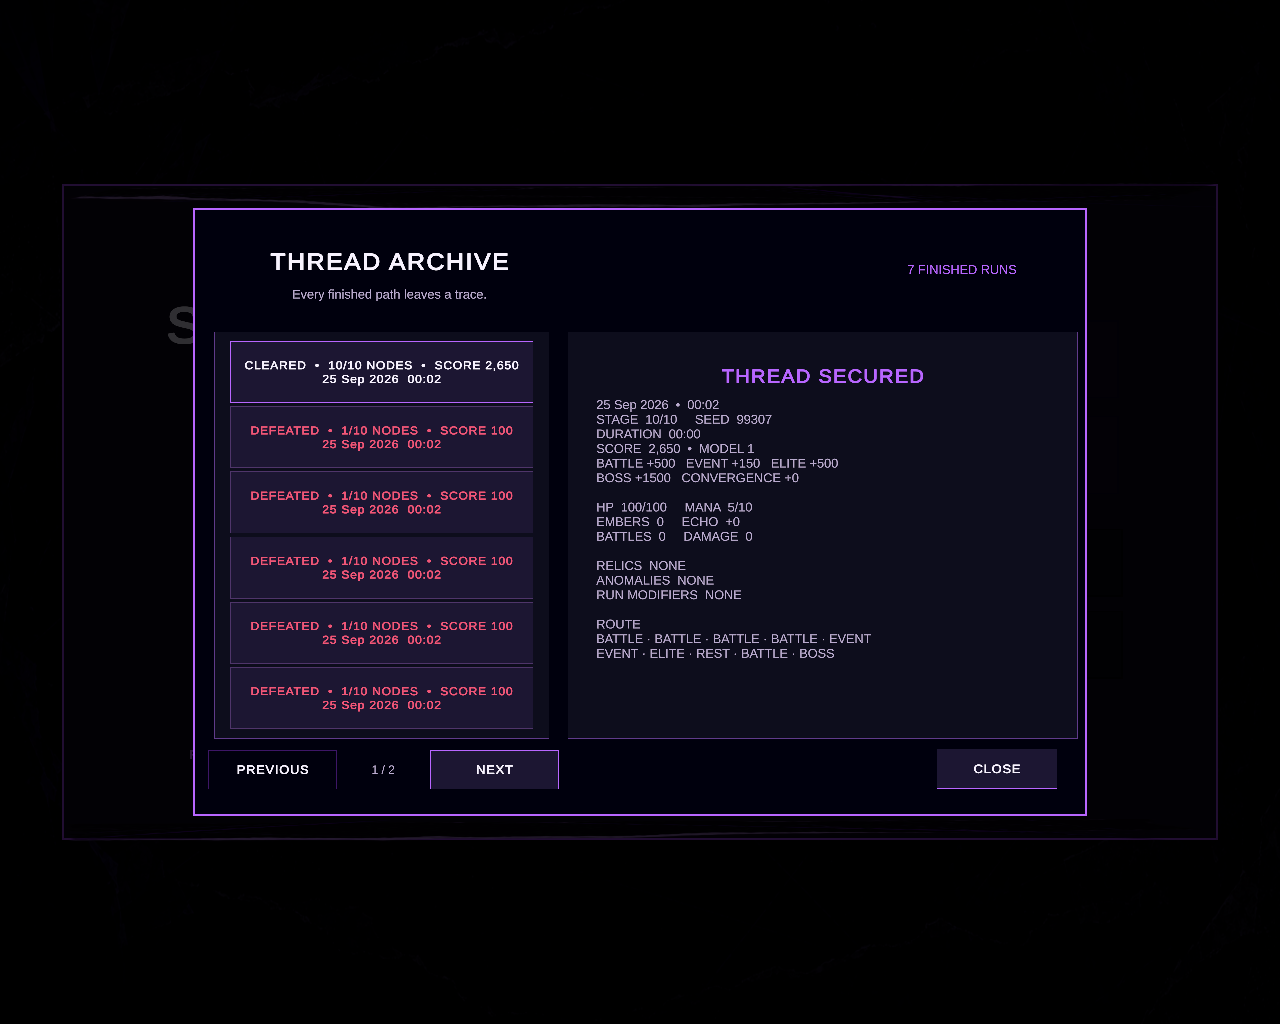 THREAD ARCHIVE
Every finished path leaves a trace.
7 FINISHED RUNS
S
CLEARED • 10/10 NODES • SCORE 2,650
25 Sep 2026 00:02
DEFEATED • 1/10 NODES • SCORE 100
25 Sep 2026 00:02
DEFEATED • 1/10 NODES • SCORE 100
25 Sep 2026 00:02
DEFEATED • 1/10 NODES • SCORE 100
25 Sep 2026 00:02
DEFEATED • 1/10 NODES • SCORE 100
25 Sep 2026 00:02
DEFEATED • 1/10 NODES • SCORE 100
25 Sep 2026 00:02
THREAD SECURED
25 Sep 2026 • 00:02
STAGE 10/10 SEED 99307
DURATION 00:00
SCORE 2,650 • MODEL 1
BATTLE +500 EVENT +150 ELITE +500
BOSS +1500 CONVERGENCE +0
HP 100/100 MANA 5/10
EMBERS 0 ECHO +0
BATTLES 0 DAMAGE 0
RELICS NONE
ANOMALIES NONE
RUN MODIFIERS NONE
ROUTE
BATTLE · BATTLE · BATTLE · BATTLE · EVENT
EVENT · ELITE · REST · BATTLE · BOSS
PREVIOUS
1 / 2
NEXT
CLOSE